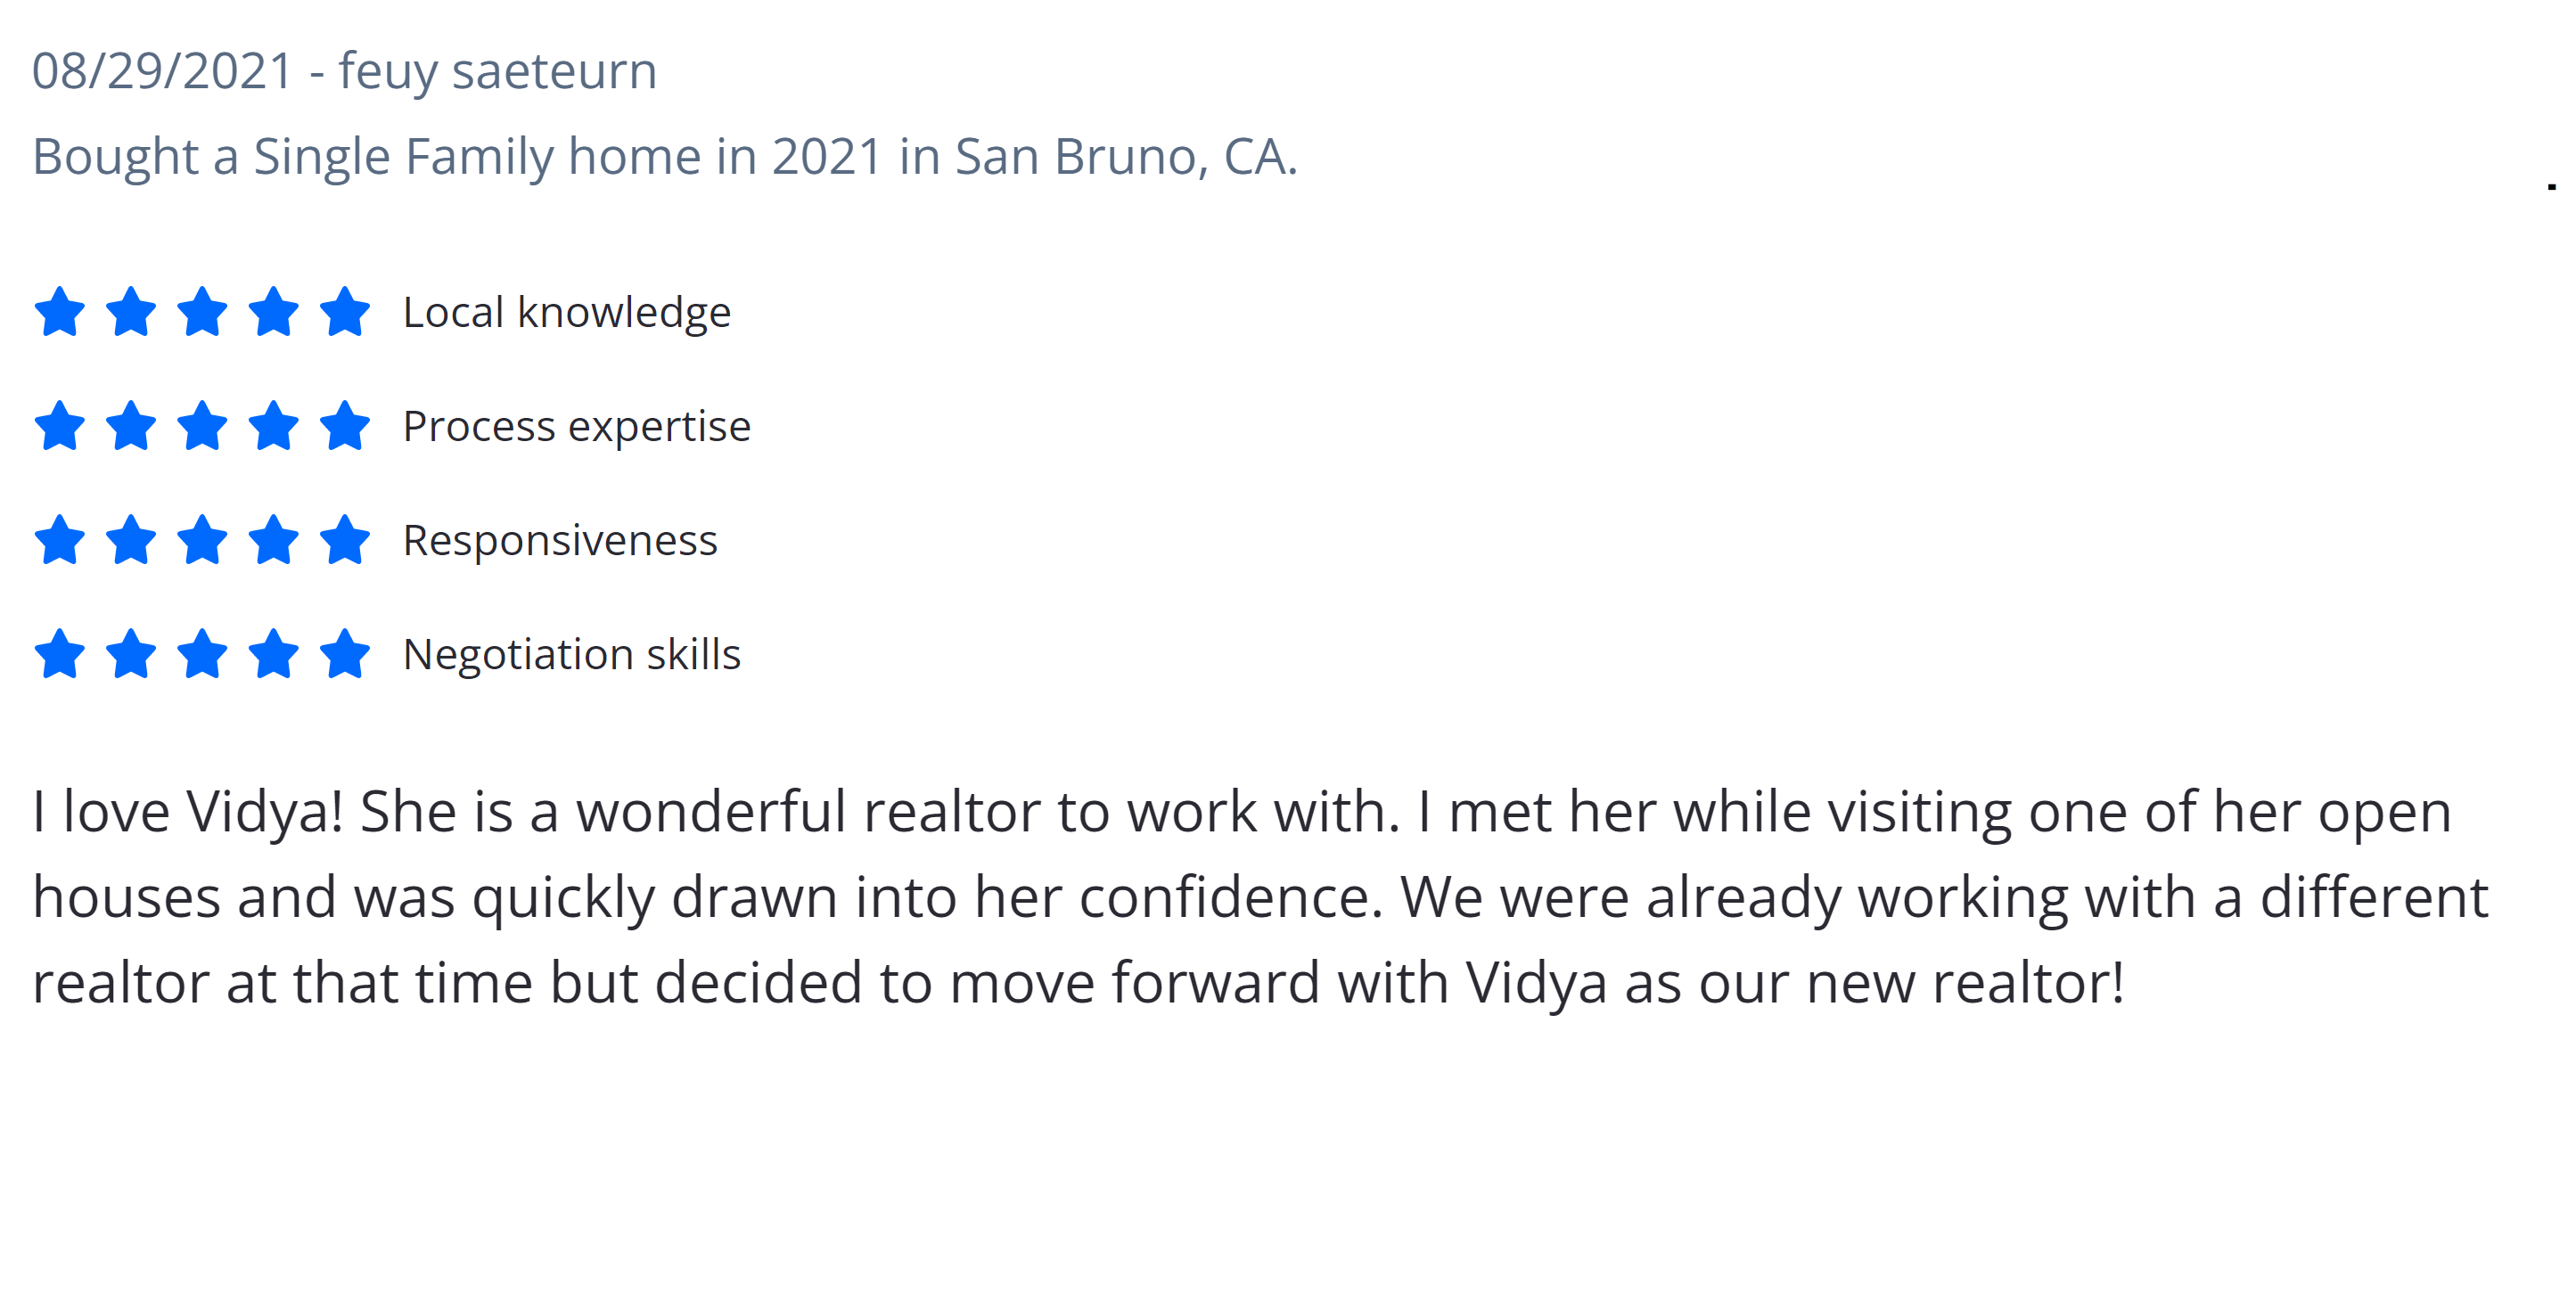 08/29/2021 - feuy saeteurn
Bought a Single Family home in 2021 in San Bruno, CA.
Local knowledge
Process expertise
Responsiveness
Negotiation skills
I love Vidya! She is a wonderful realtor to work with. I met her while visiting one of her open
houses and was quickly drawn into her confidence. We were already working with a different
realtor at that time but decided to move forward with Vidya as our new realtor!